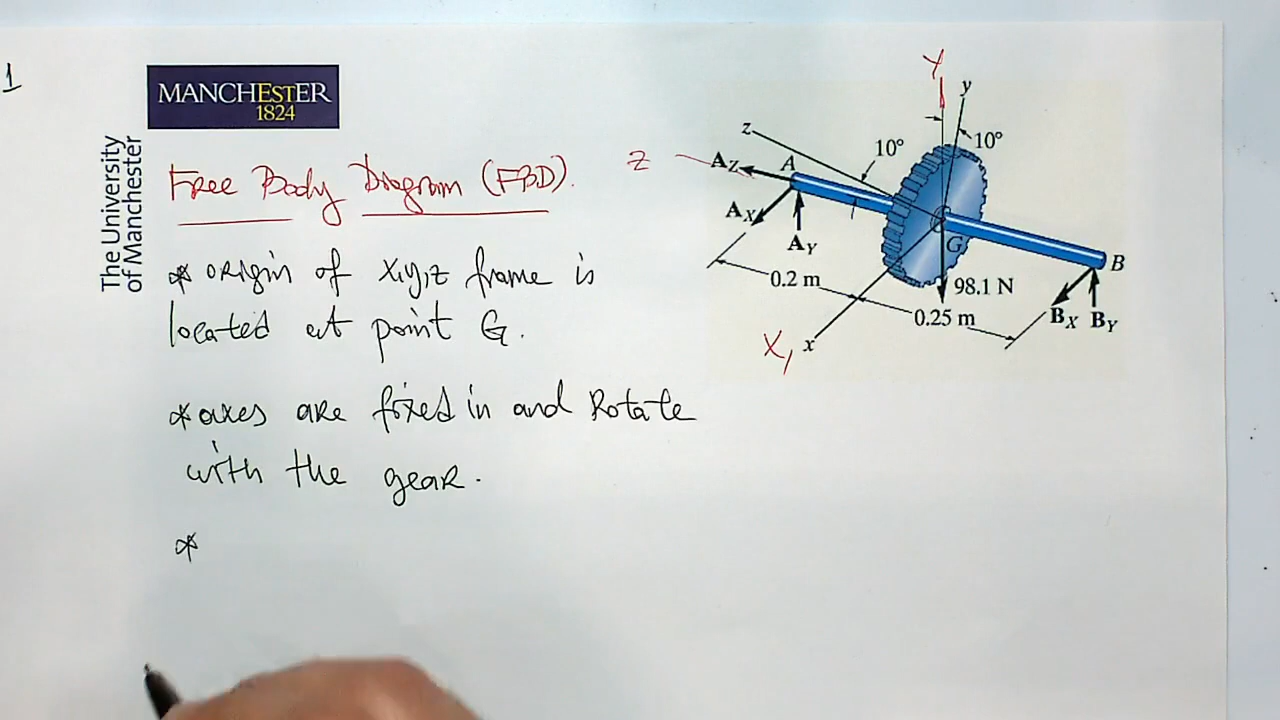 1
MANCHESTER
1824
The University
of Manchester
Free Body Diagram (FBD).
* origin of x,y,z frame is
located at point G.
* axes are fixed in and Rotate
with the gear.
*
Y
y
10°
z
10°
Z
A_Z
A
A_X
A_Y
G
B
0.2 m
98.1 N
0.25 m
B_X
B_Y
X,
x